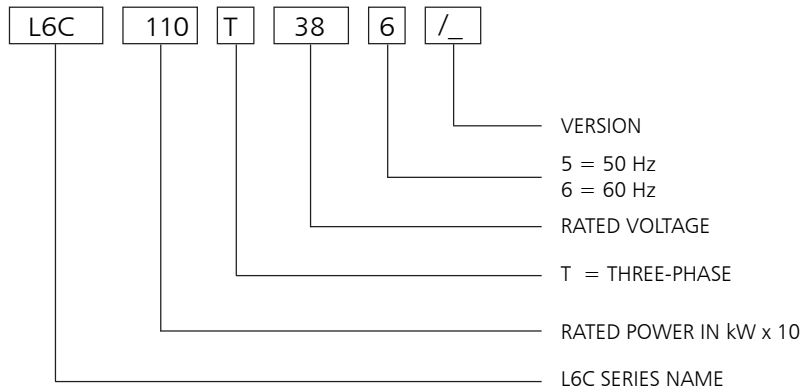 L6C 110 T 38 6 /_
VERSION
5 = 50 Hz
6 = 60 Hz
RATED VOLTAGE
T = THREE-PHASE
RATED POWER IN kW x 10
L6C SERIES NAME